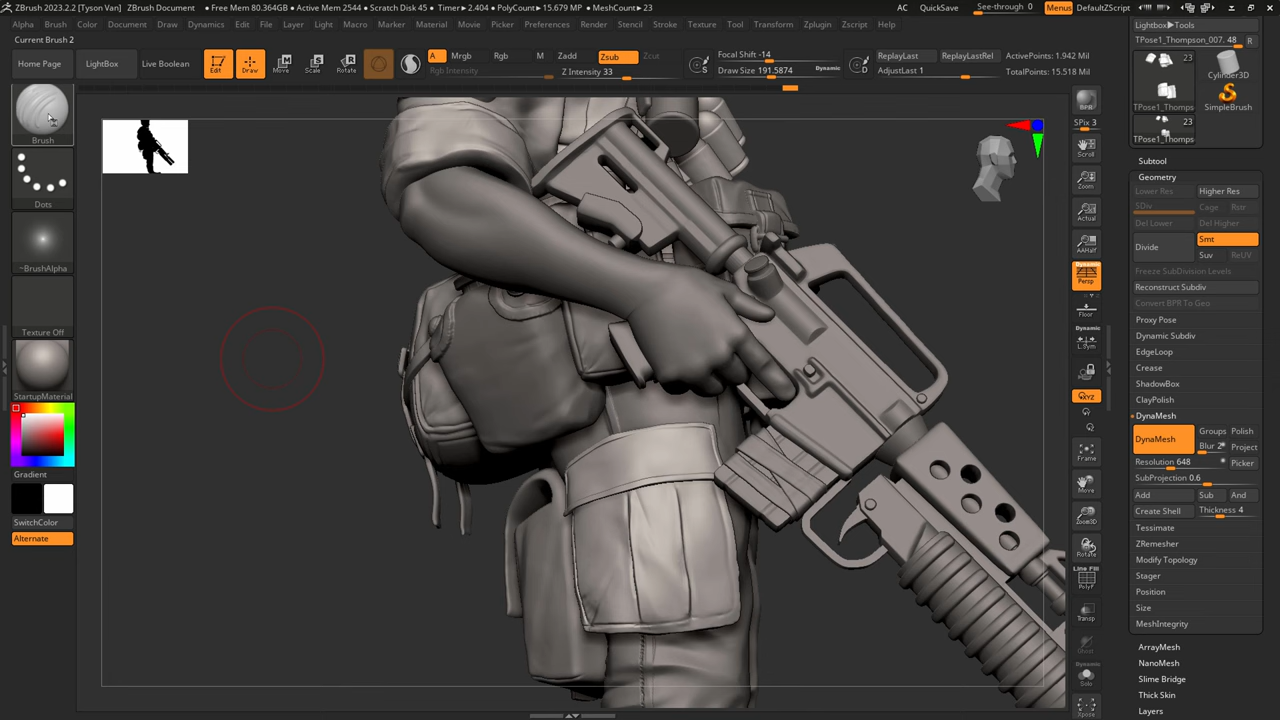 ZBrush 2023.2.2 [Tyson Van] ZBrush Document • Free Mem 80.364GB • Active Mem 2544 • Scratch Disk 45 • Timer▸2.404 • PolyCount▸15.679 MP • MeshCount▸23 AC QuickSave See-through 0 Menus DefaultZScript
Alpha Brush Color Document Draw Dynamics Edit File Layer Light Macro Marker Material Movie Picker Preferences Render Stencil Stroke Texture Tool Transform Zplugin Zscript Help
Current Brush 2
Home Page LightBox Live Boolean
Edit Draw Move Scale Rotate
A Mrgb Rgb M Zadd Zsub Zcut
Rgb Intensity Z Intensity 33
Focal Shift -14
Draw Size 191.5874 Dynamic
S D
ReplayLast ReplayLastRel
AdjustLast 1
ActivePoints: 1.942 Mil
TotalPoints: 15.518 Mil
Brush
Dots
~BrushAlpha
Texture Off
StartupMaterial
Gradient
SwitchColor
Alternate
BPR
SPix 3
Scroll
Zoom
Actual
AAHalf
Dynamic
Persp
Floor
Dynamic
L.Sym
XYZ
Frame
Move
Zoom3D
Rotate
Line Fill
PolyF
Transp
Ghost
Dynamic
Solo
Xpose
Lightbox▸Tools
TPose1_Thompson_007. 48 R
23
Cylinder3D
TPose1_Thomps
SimpleBrush
23
TPose1_Thomps
Subtool
Geometry
Lower Res Higher Res
SDiv Cage Rstr
Del Lower Del Higher
Divide Smt
Suv ReUV
Freeze SubDivision Levels
Reconstruct Subdiv
Convert BPR To Geo
Proxy Pose
Dynamic Subdiv
EdgeLoop
Crease
ShadowBox
ClayPolish
DynaMesh
DynaMesh Groups Polish
Blur 2 Project
Resolution 648 Picker
SubProjection 0.6
Add Sub And
Create Shell Thickness 4
Tessimate
ZRemesher
Modify Topology
Stager
Position
Size
MeshIntegrity
ArrayMesh
NanoMesh
Slime Bridge
Thick Skin
Layers